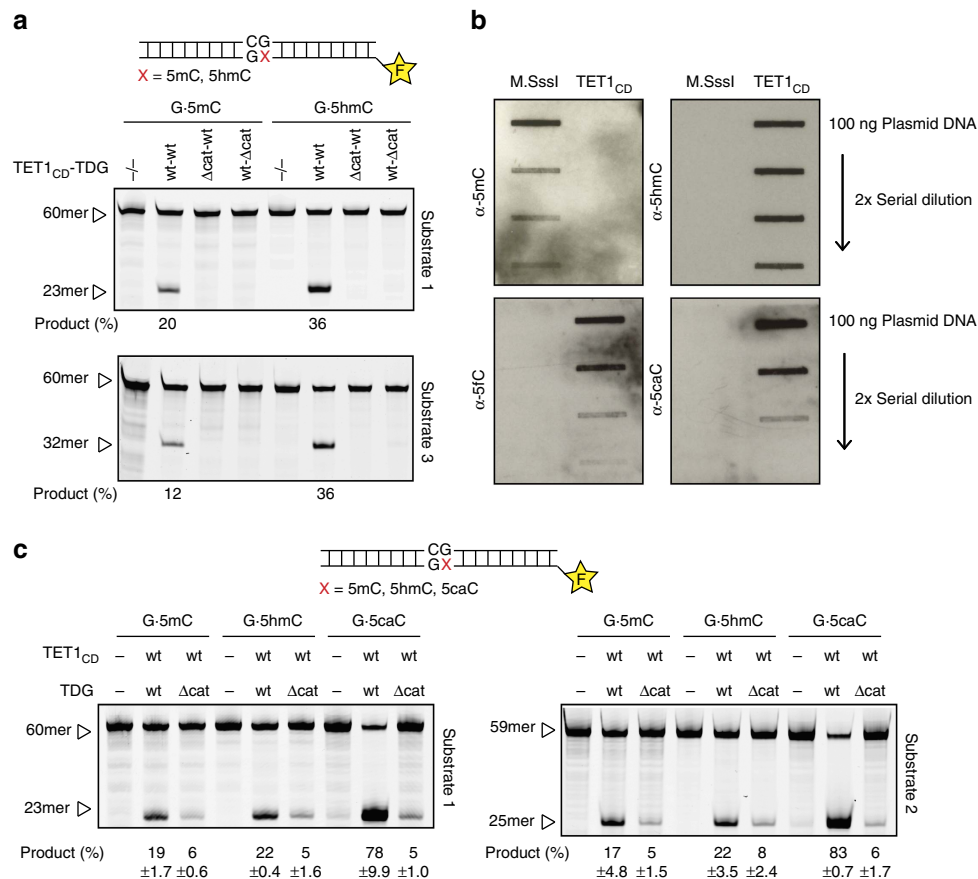 a
CG
GX
F
X = 5mC, 5hmC
G·5mC G·5hmC
TET1CD-TDG –/– wt-wt Δcat-wt wt-Δcat –/– wt-wt Δcat-wt wt-Δcat
60mer
23mer
Substrate 1
Product (%) 20 36
60mer
32mer
Substrate 3
Product (%) 12 36
b
M.SssI TET1CD M.SssI TET1CD
α-5mC
α-5hmC
100 ng Plasmid DNA
2x Serial dilution
α-5fC
α-5caC
100 ng Plasmid DNA
2x Serial dilution
c
CG
GX
F
X = 5mC, 5hmC, 5caC
G·5mC G·5hmC G·5caC
TET1CD – wt wt – wt wt – wt wt
TDG – wt Δcat – wt Δcat – wt Δcat
60mer
23mer
Substrate 1
Product (%) 19 6 22 5 78 5
±1.7 ±0.6 ±0.4 ±1.6 ±9.9 ±1.0
G·5mC G·5hmC G·5caC
– wt wt – wt wt – wt wt
– wt Δcat – wt Δcat – wt Δcat
59mer
25mer
Substrate 2
Product (%) 17 5 22 8 83 6
±4.8 ±1.5 ±3.5 ±2.4 ±0.7 ±1.7